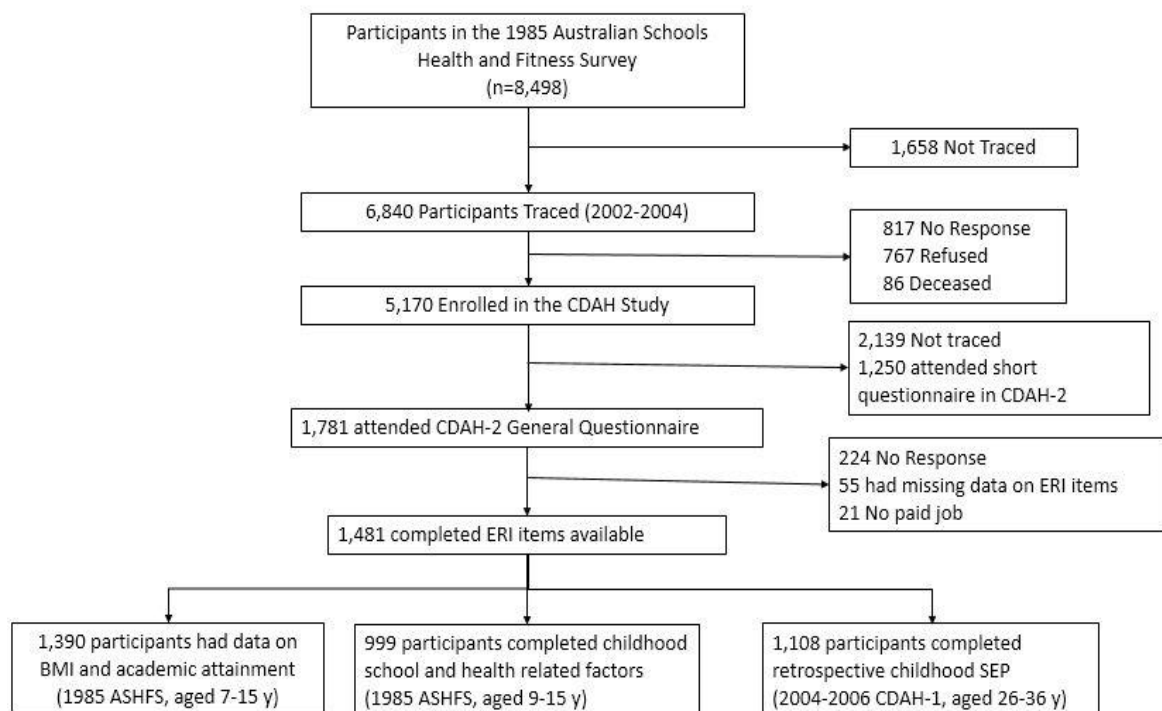 Participants in the 1985 Australian Schools
Health and Fitness Survey
(n=8,498)
1,658 Not Traced
6,840 Participants Traced (2002-2004)
817 No Response
767 Refused
86 Deceased
5,170 Enrolled in the CDAH Study
2,139 Not traced
1,250 attended short
questionnaire in CDAH-2
1,781 attended CDAH-2 General Questionnaire
224 No Response
55 had missing data on ERI items
21 No paid job
1,481 completed ERI items available
1,390 participants had data on
BMI and academic attainment
(1985 ASHFS, aged 7-15 y)
999 participants completed childhood
school and health related factors
(1985 ASHFS, aged 9-15 y)
1,108 participants completed
retrospective childhood SEP
(2004-2006 CDAH-1, aged 26-36 y)